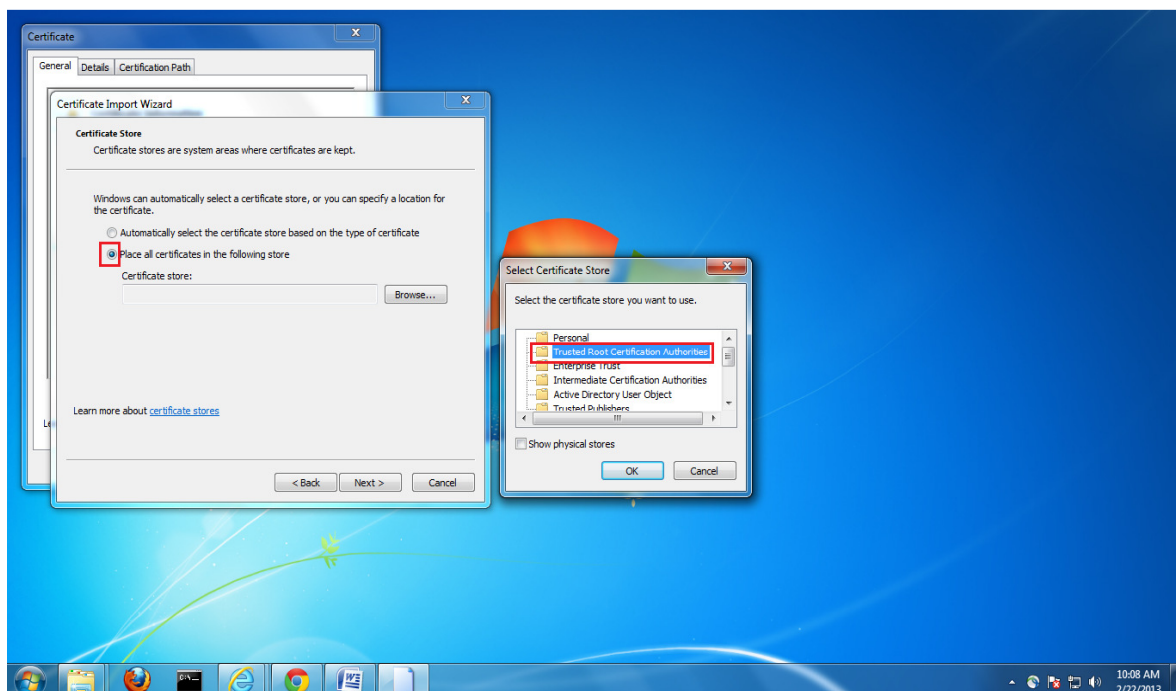 Certificate
General Details Certification Path
Certificate Import Wizard
Certificate Store
Certificate stores are system areas where certificates are kept.
Windows can automatically select a certificate store, or you can specify a location for
the certificate.
Automatically select the certificate store based on the type of certificate
Place all certificates in the following store
Certificate store:
Browse...
Learn more about certificate stores
< Back Next > Cancel
Select Certificate Store
Select the certificate store you want to use.
Personal
Trusted Root Certification Authorities
Enterprise Trust
Intermediate Certification Authorities
Active Directory User Object
Trusted Publishers
Show physical stores
OK Cancel
10:08 AM
2/22/2013